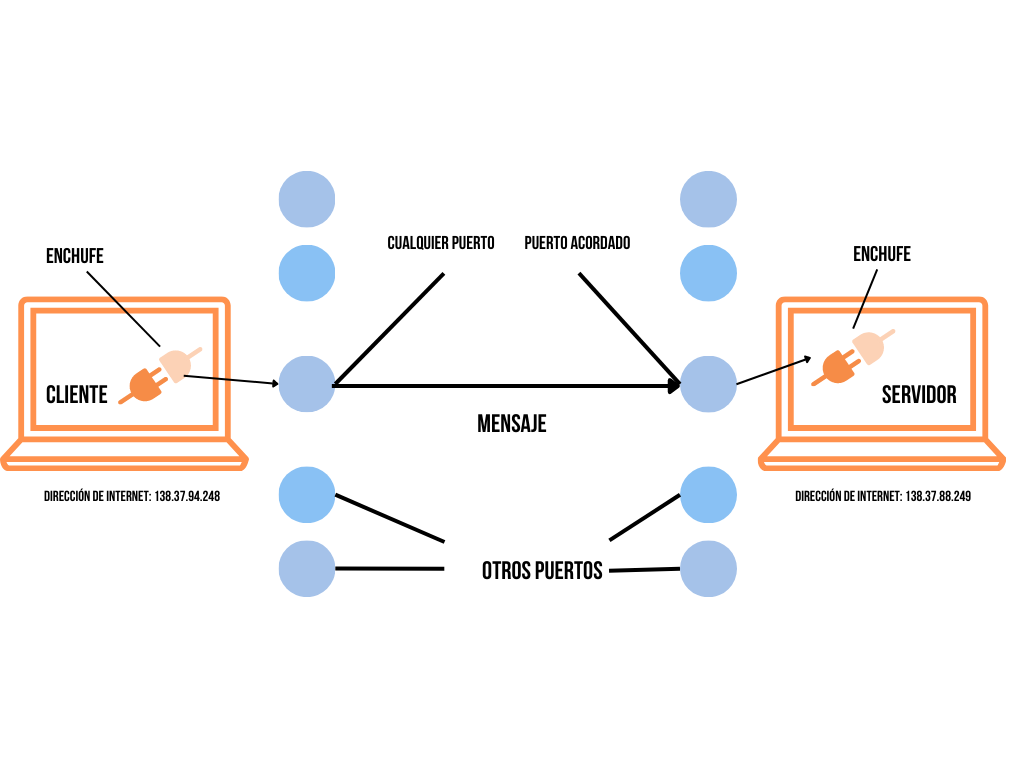 CUALQUIER PUERTO
PUERTO ACORDADO
ENCHUFE
ENCHUFE
CLIENTE
SERVIDOR
MENSAJE
DIRECCIÓN DE INTERNET: 138.37.94.248
DIRECCIÓN DE INTERNET: 138.37.88.249
OTROS PUERTOS